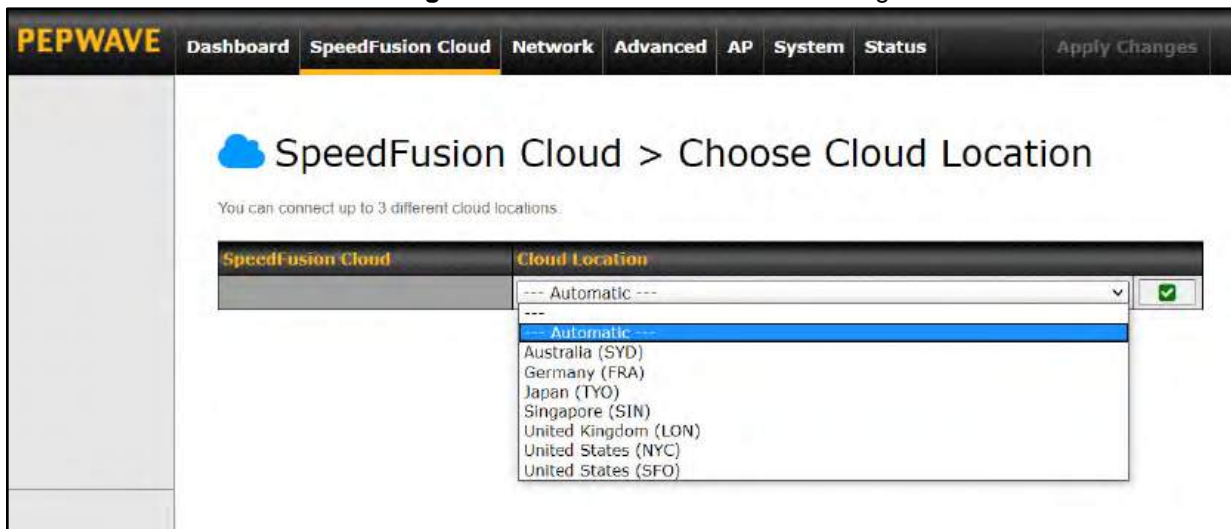 PEPWAVE Dashboard SpeedFusion Cloud Network Advanced AP System Status Apply Changes
SpeedFusion Cloud > Choose Cloud Location
You can connect up to 3 different cloud locations.
SpeedFusion Cloud Cloud Location
--- Automatic ---
---
--- Automatic ---
Australia (SYD)
Germany (FRA)
Japan (TYO)
Singapore (SIN)
United Kingdom (LON)
United States (NYC)
United States (SFO)